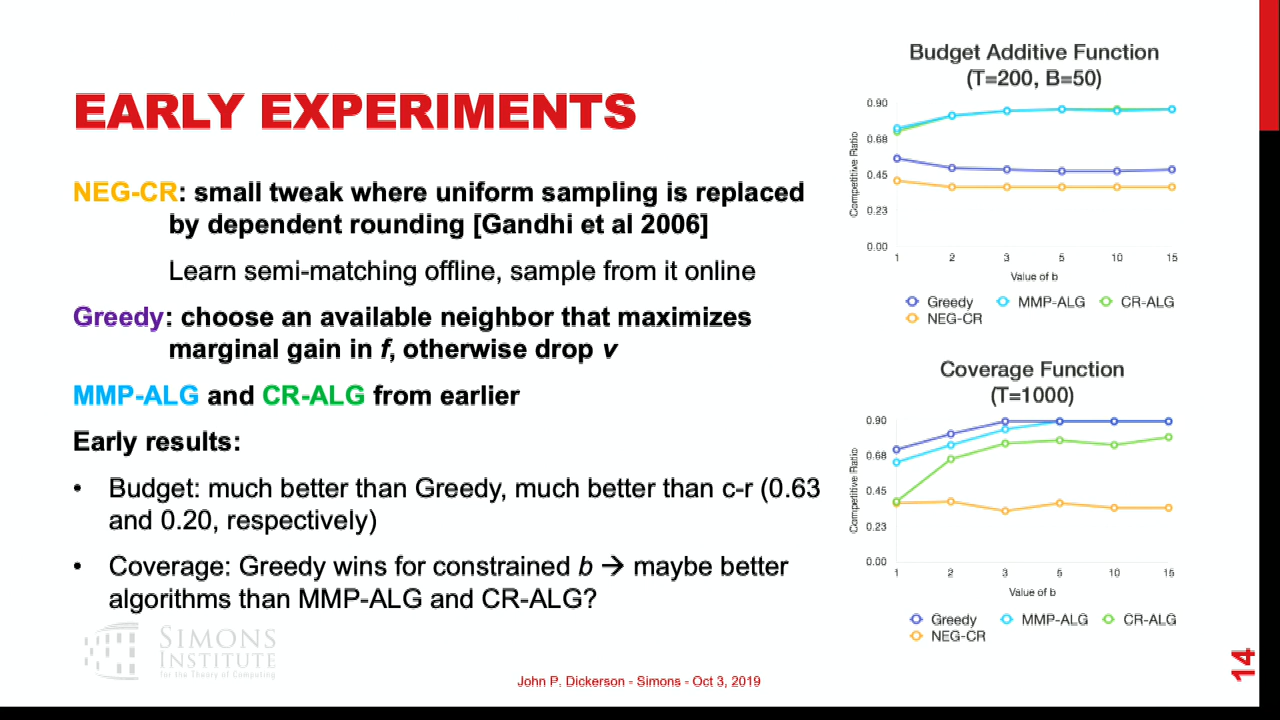 EARLY EXPERIMENTS
NEG-CR: small tweak where uniform sampling is replaced
by dependent rounding [Gandhi et al 2006]
Learn semi-matching offline, sample from it online
Greedy: choose an available neighbor that maximizes
marginal gain in f, otherwise drop v
MMP-ALG and CR-ALG from earlier
Early results:
• Budget: much better than Greedy, much better than c-r (0.63
and 0.20, respectively)
• Coverage: Greedy wins for constrained b → maybe better
algorithms than MMP-ALG and CR-ALG?
SIMONS
INSTITUTE
for the Theory of Computing
John P. Dickerson - Simons - Oct 3, 2019
14
Budget Additive Function
(T=200, B=50)
Competitive Ratio
0.90
0.68
0.45
0.23
0.00
1 2 3 5 10 15
Value of b
Greedy MMP-ALG CR-ALG
NEG-CR
Coverage Function
(T=1000)
Competitive Ratio
0.90
0.68
0.45
0.23
0.00
1 2 3 5 10 15
Value of b
Greedy MMP-ALG CR-ALG
NEG-CR